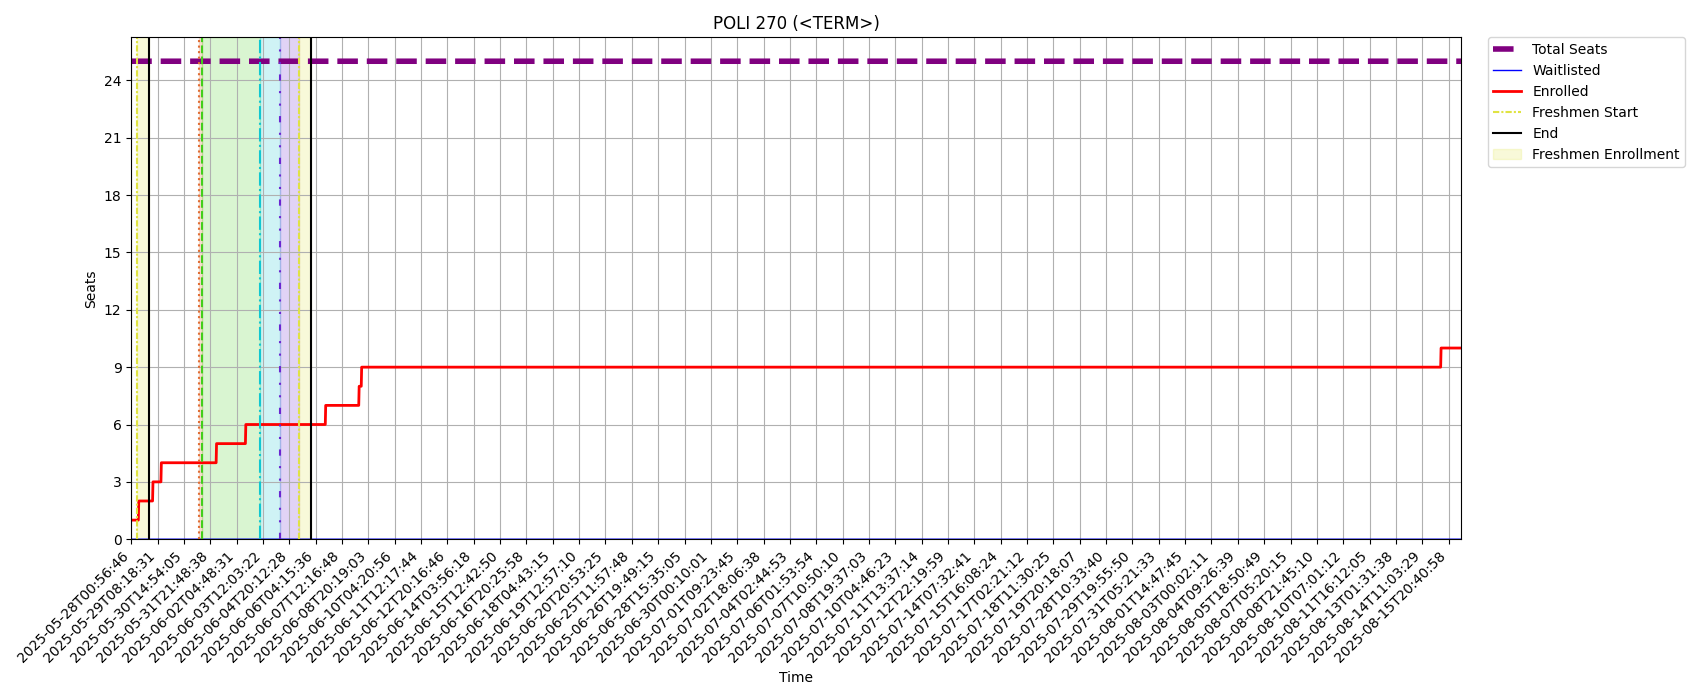 POLI 270 (<TERM>)
Total Seats
Waitlisted
Enrolled
Freshmen Start
End
Freshmen Enrollment
Seats
24
21
18
15
12
9
6
3
0
2025-05-28T00:56:46
2025-05-29T08:18:31
2025-05-30T14:54:05
2025-05-31T21:48:38
2025-06-02T04:48:31
2025-06-03T12:03:22
2025-06-04T20:12:28
2025-06-06T04:15:36
2025-06-07T12:16:48
2025-06-08T20:19:03
2025-06-10T04:20:56
2025-06-11T12:17:44
2025-06-12T20:16:46
2025-06-14T03:56:18
2025-06-15T12:42:50
2025-06-16T20:25:58
2025-06-18T04:43:15
2025-06-19T12:57:10
2025-06-20T20:53:25
2025-06-25T11:57:48
2025-06-26T19:49:15
2025-06-28T15:35:05
2025-06-30T00:10:01
2025-07-01T09:23:45
2025-07-02T18:06:38
2025-07-04T02:44:53
2025-07-06T01:53:54
2025-07-07T10:50:10
2025-07-08T19:37:03
2025-07-10T04:46:23
2025-07-11T13:37:14
2025-07-12T22:19:59
2025-07-14T07:32:41
2025-07-15T16:08:24
2025-07-17T02:21:12
2025-07-18T11:30:25
2025-07-19T20:18:07
2025-07-28T10:33:40
2025-07-29T19:55:50
2025-07-31T05:21:33
2025-08-01T14:47:45
2025-08-03T00:02:11
2025-08-04T09:26:39
2025-08-05T18:50:49
2025-08-07T05:20:15
2025-08-08T21:45:10
2025-08-10T07:01:12
2025-08-11T16:12:05
2025-08-13T01:31:38
2025-08-14T11:03:29
2025-08-15T20:40:58
Time